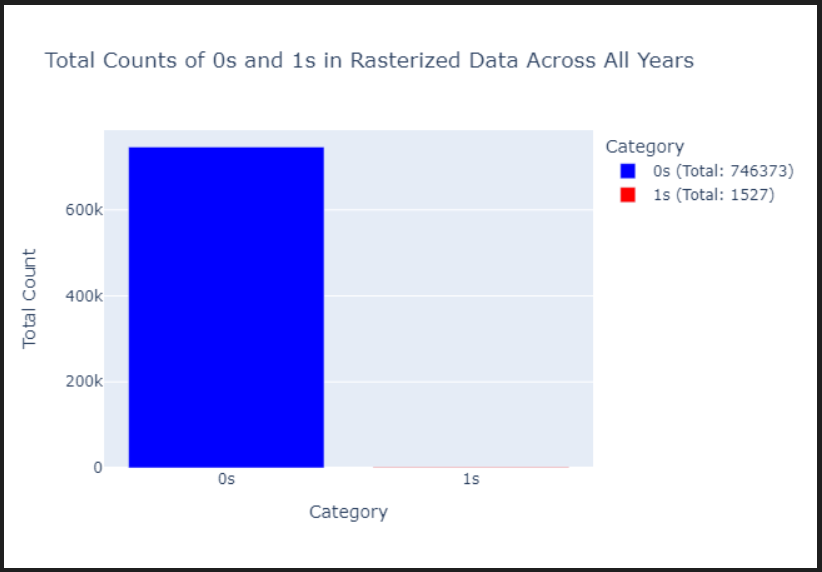 Total Counts of 0s and 1s in Rasterized Data Across All Years
Category
0s (Total: 746373)
1s (Total: 1527)
600k
400k
200k
0
Total Count
0s
1s
Category